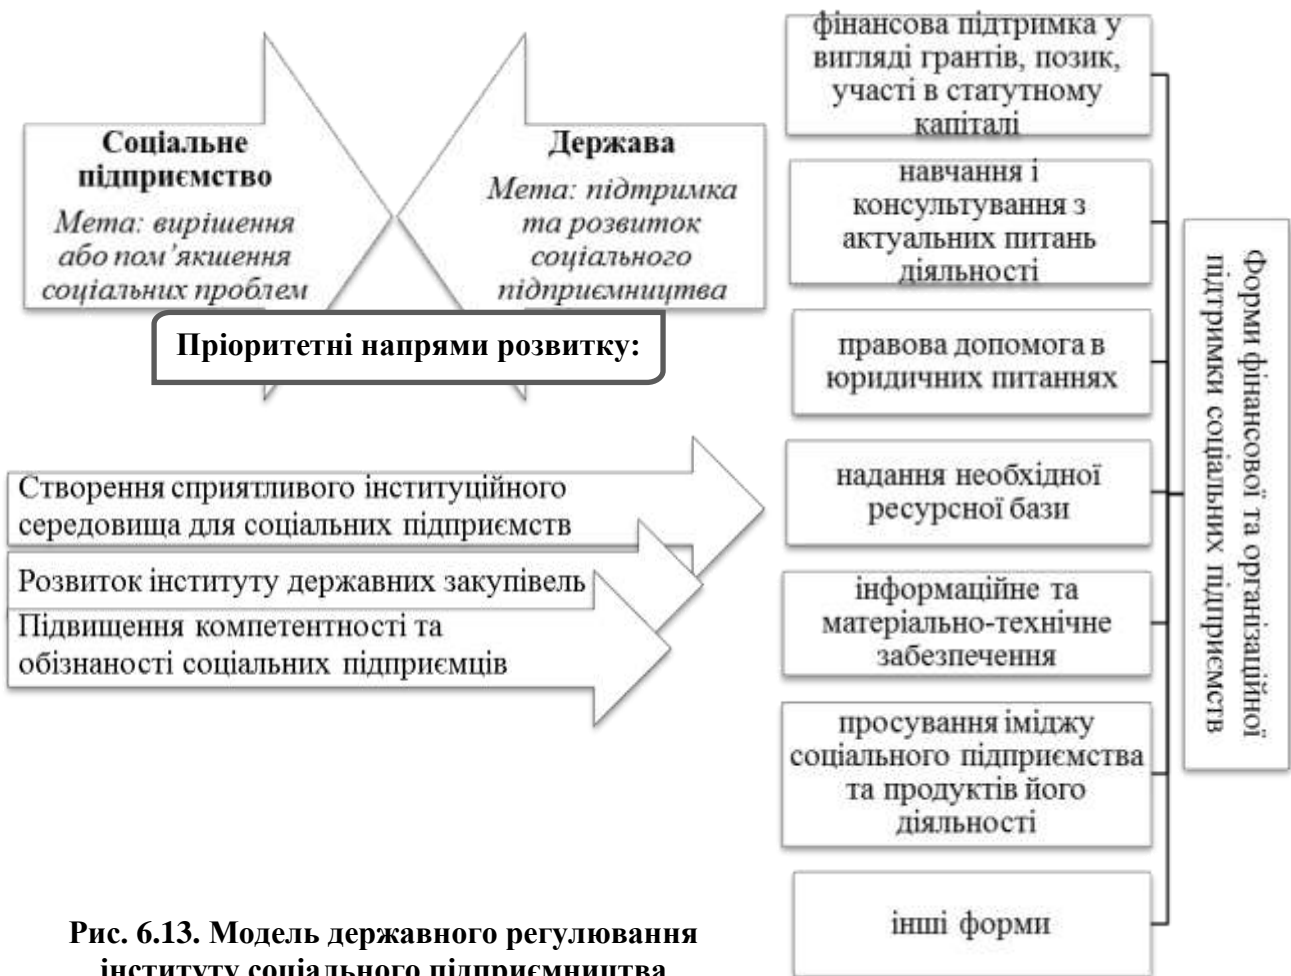 Соціальне
підприємство
Мета: вирішення
або пом’якшення
соціальних проблем
Держава
Мета: підтримка
та розвиток
соціального
підприємництва
Пріоритетні напрями розвитку:
Створення сприятливого інституційного
середовища для соціальних підприємств
Розвиток інституту державних закупівель
Підвищення компетентності та
обізнаності соціальних підприємців
фінансова підтримка у
вигляді грантів, позик,
участі в статутному
капіталі
навчання і
консультування з
актуальних питань
діяльності
правова допомога в
юридичних питаннях
надання необхідної
ресурсної бази
інформаційне та
матеріально-технічне
забезпечення
просування іміджу
соціального підприємства
та продуктів його
діяльності
інші форми
Форми фінансової та організаційної
підтримки соціальних підприємств
Рис. 6.13. Модель державного регулювання
інституту соціального підприємництва